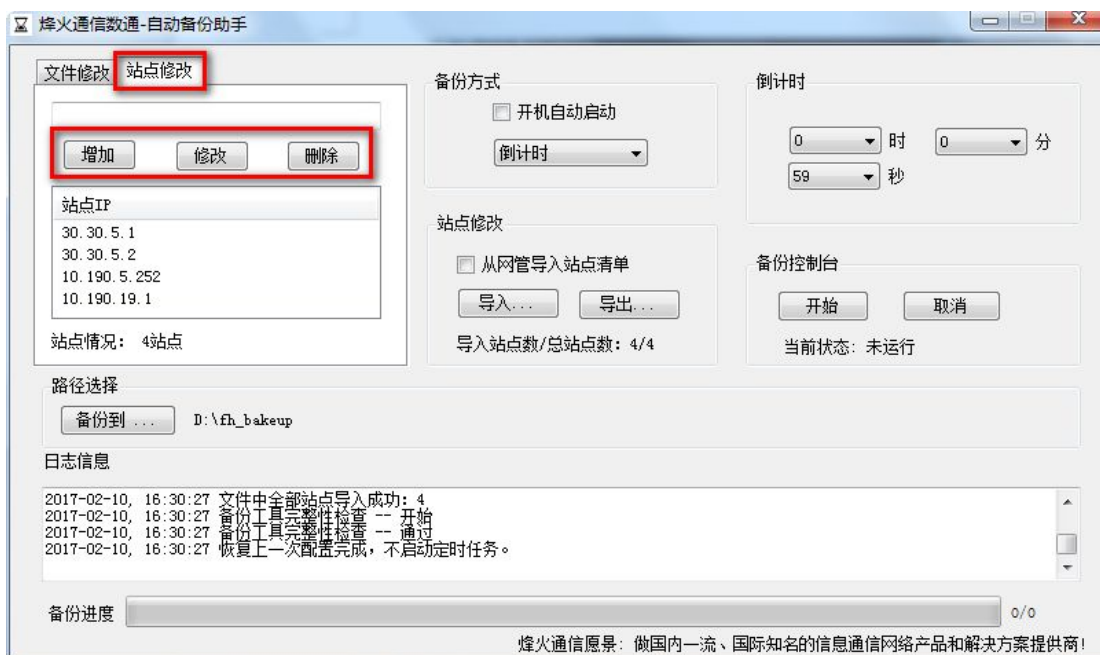 烽火通信数通-自动备份助手
文件修改 站点修改
增加 修改 删除
站点IP
30.30.5.1
30.30.5.2
10.190.5.252
10.190.19.1
站点情况： 4站点
备份方式
开机自动启动
倒计时
站点修改
从网管导入站点清单
导入... 导出...
导入站点数/总站点数：4/4
倒计时
0 时 0 分
59 秒
备份控制台
开始 取消
当前状态：未运行
路径选择
备份到 ... D:\fh_bakeup
日志信息
2017-02-10, 16:30:27 文件中全部站点导入成功：4
2017-02-10, 16:30:27 备份工具完整性检查 -- 开始
2017-02-10, 16:30:27 备份工具完整性检查 -- 通过
2017-02-10, 16:30:27 恢复上一次配置完成，不启动定时任务。
备份进度 0/0
烽火通信愿景：做国内一流、国际知名的信息通信网络产品和解决方案提供商!